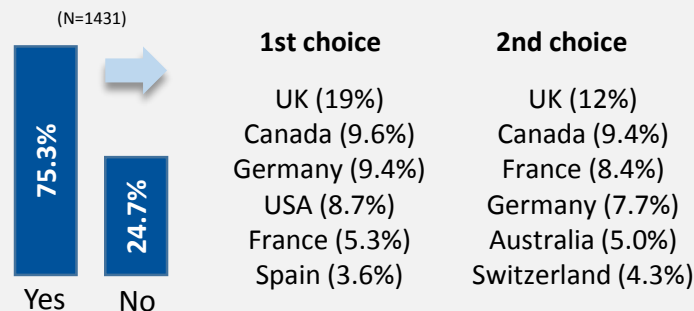 (N=1431)
75.3%
24.7%
Yes
No
1st choice
UK (19%)
Canada (9.6%)
Germany (9.4%)
USA (8.7%)
France (5.3%)
Spain (3.6%)
2nd choice
UK (12%)
Canada (9.4%)
France (8.4%)
Germany (7.7%)
Australia (5.0%)
Switzerland (4.3%)